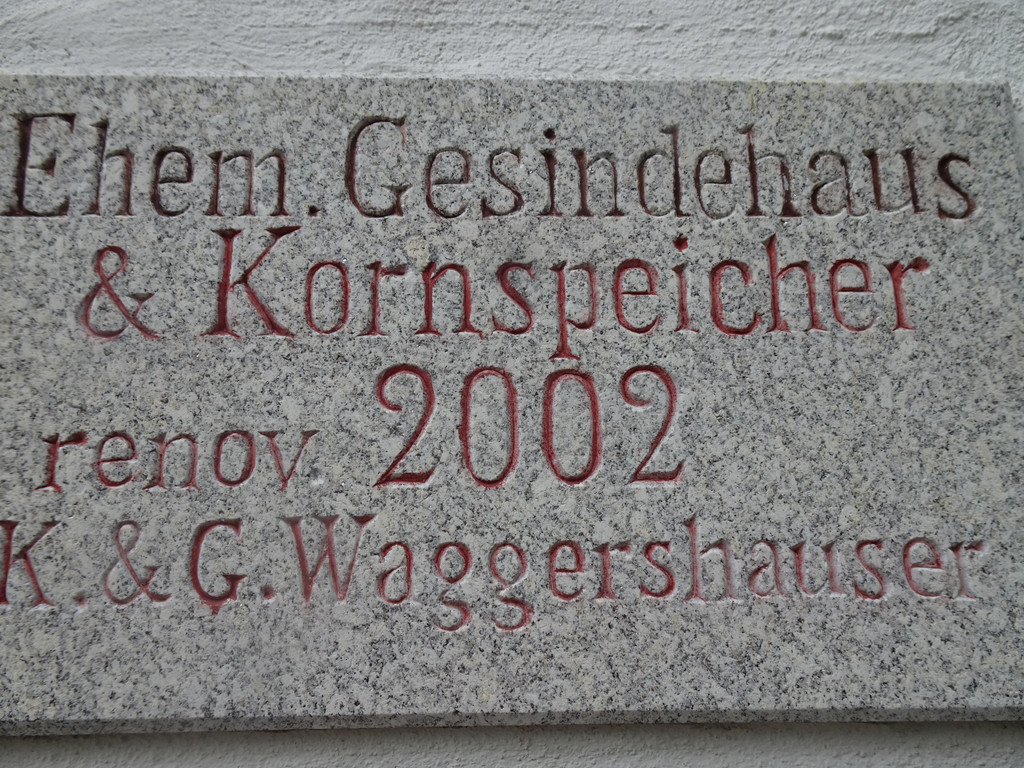 Ehem. Gesindehaus
& Kornspeicher
renov. 2002
K. & G. Waggershauser